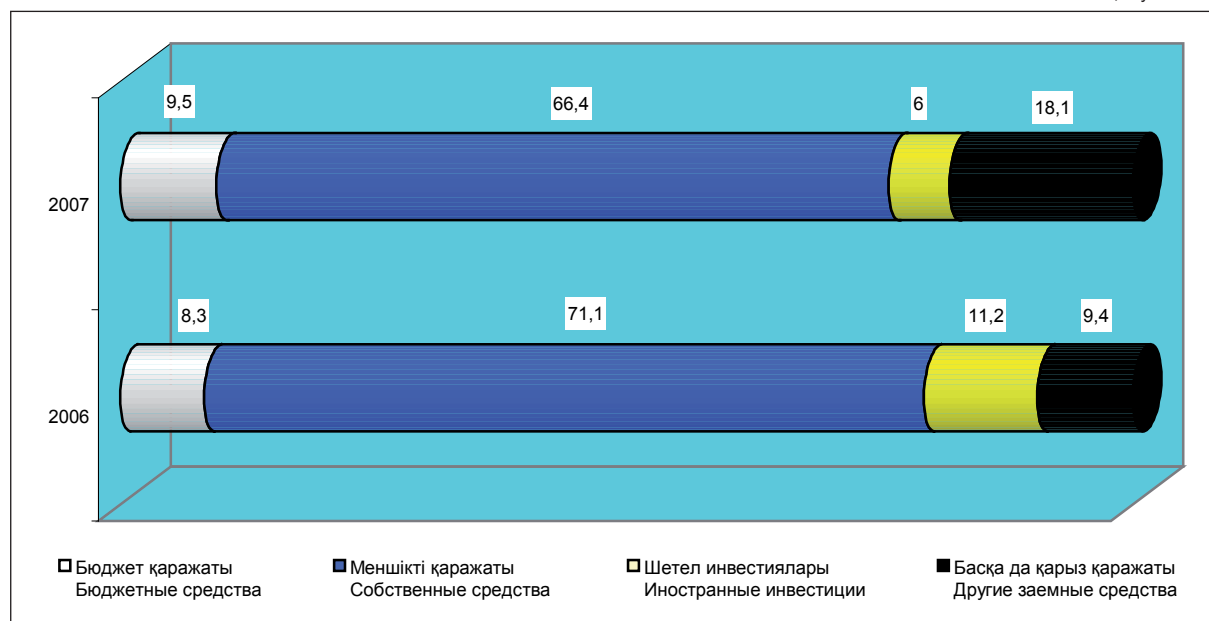 9,5 66,4 6 18,1
2007
8,3 71,1 11,2 9,4
2006
Бюджет қаражаты Меншікті қаражаты Шетел инвестиялары Басқа да қарыз қаражаты
Бюджетные средства Собственные средства Иностранные инвестиции Другие заемные средства